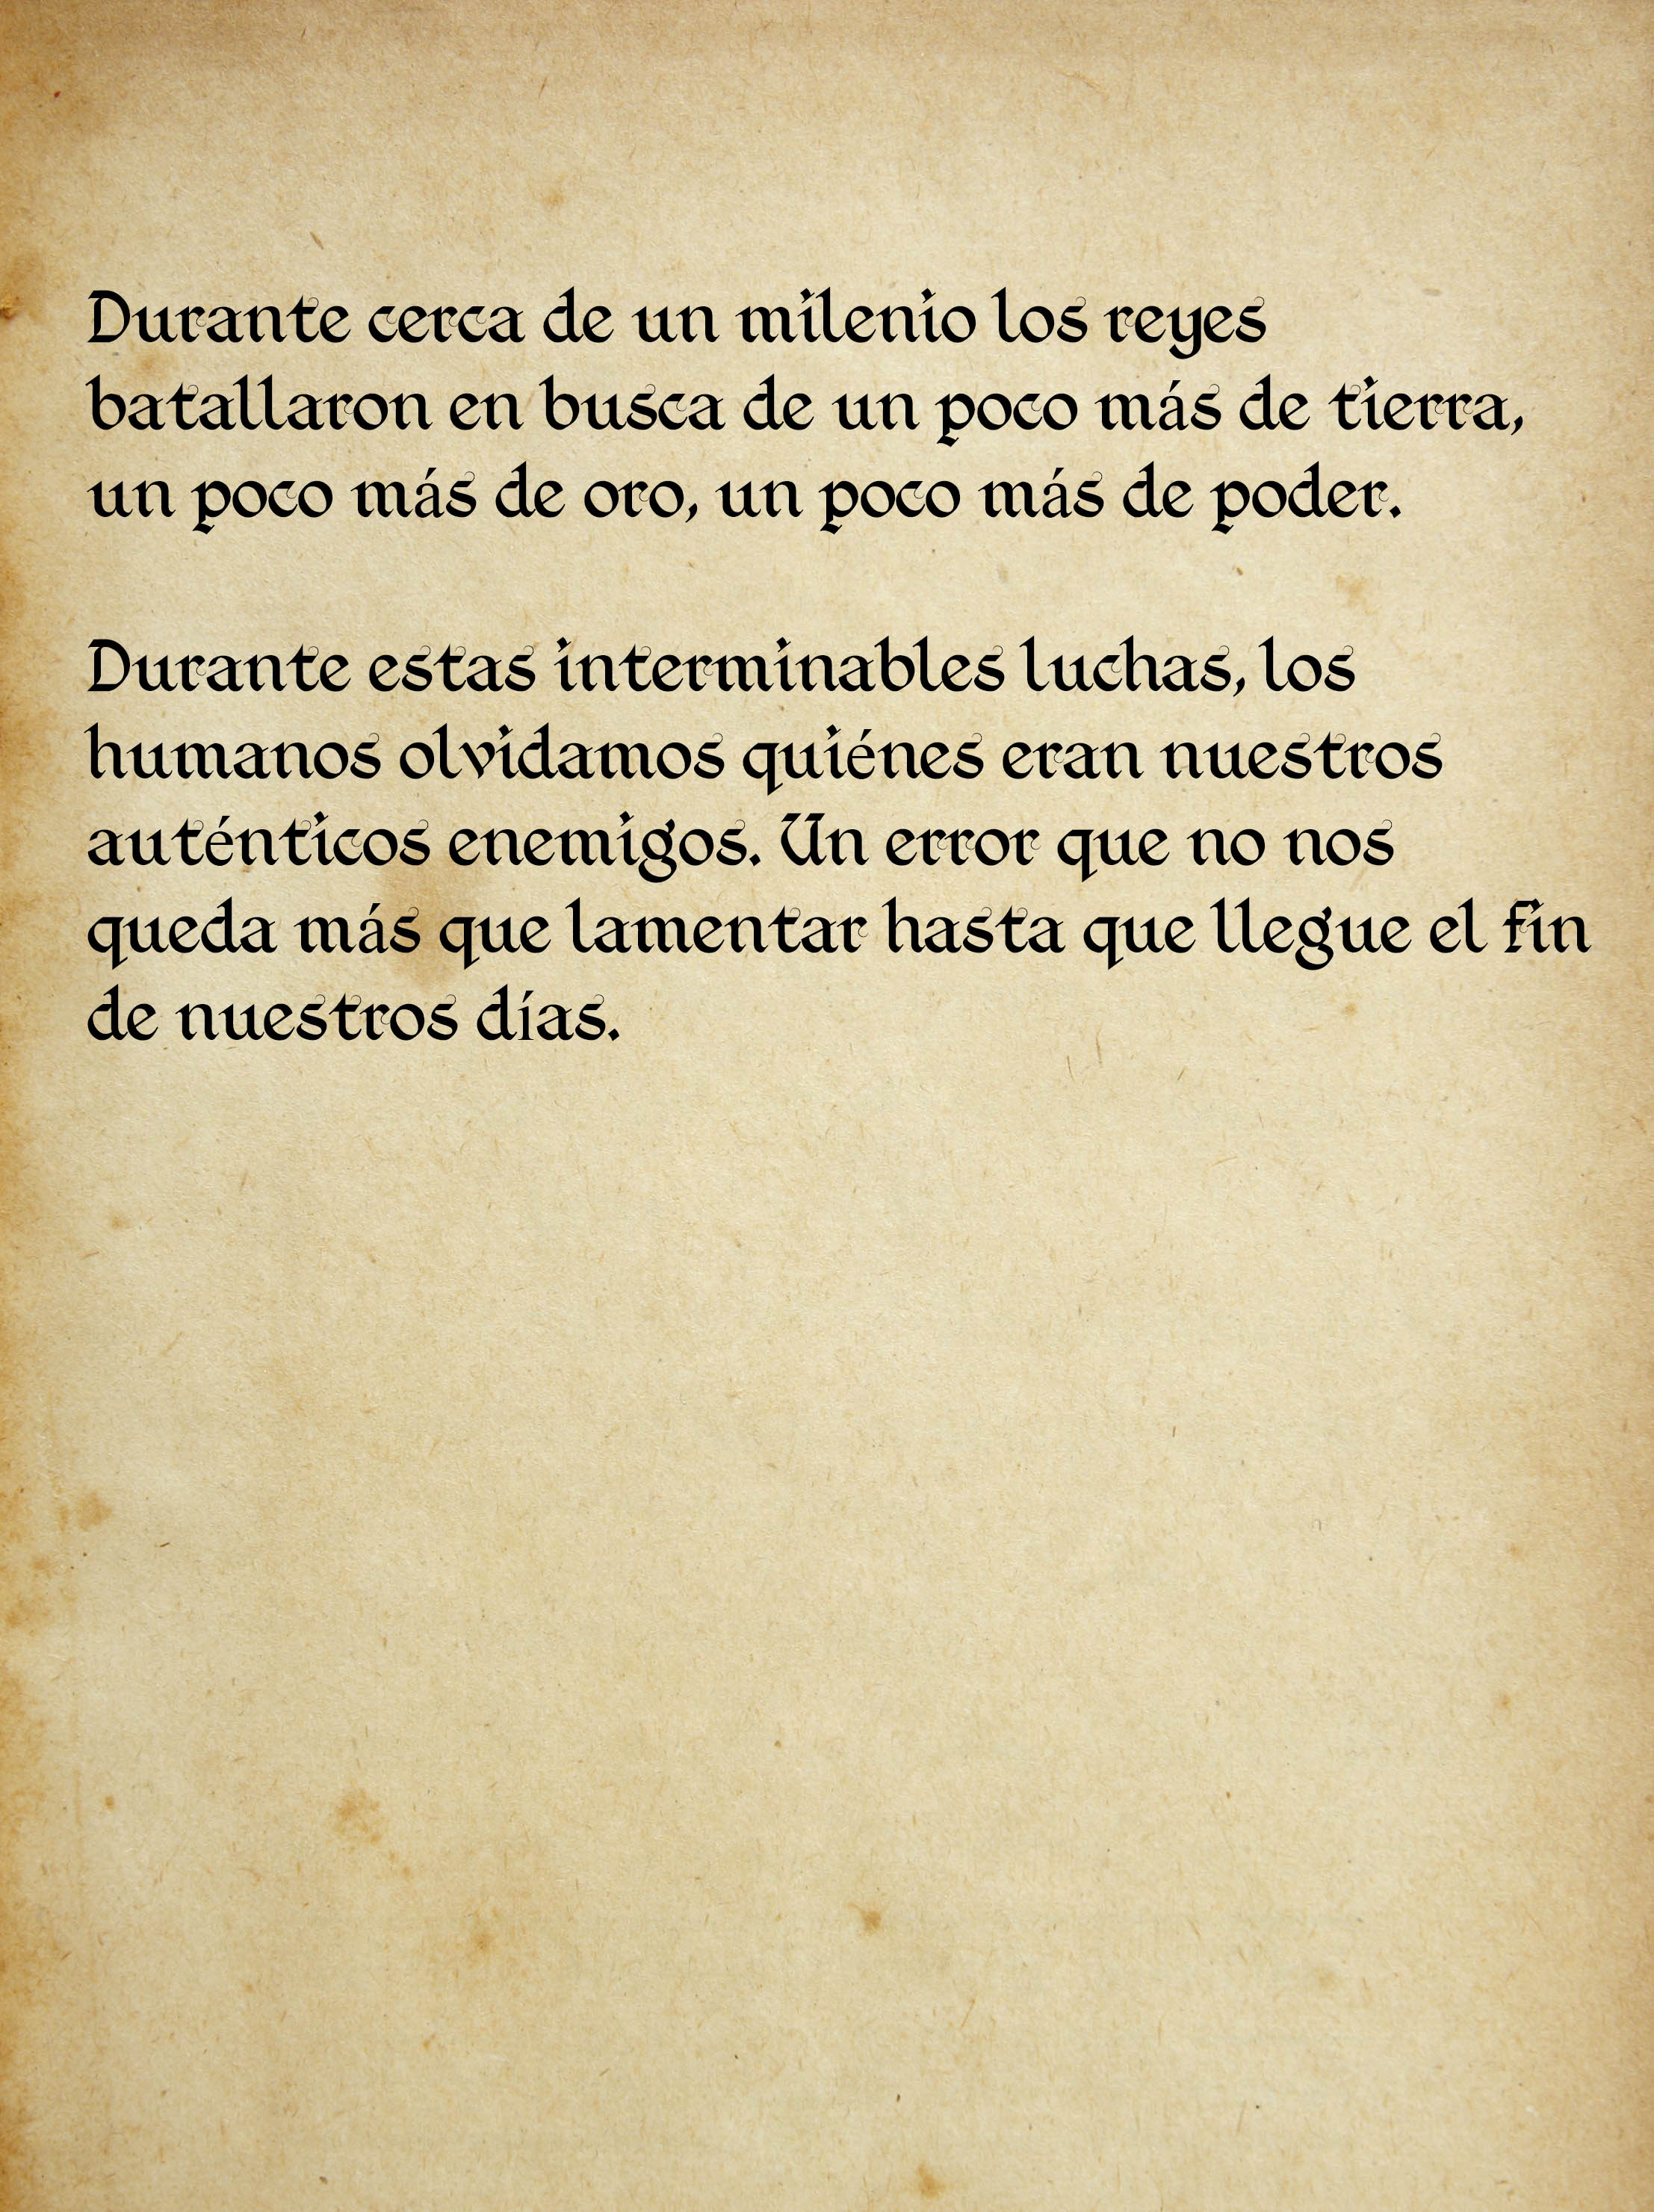 Durante cerca de un milenio los reyes
batallaron en busca de un poco más de tierra,
un poco más de oro, un poco más de poder.
Durante estas interminables luchas, los
humanos olvidamos quiénes eran nuestros
auténticos enemigos. Un error que no nos
queda más que lamentar hasta que llegue el fin
de nuestros días.